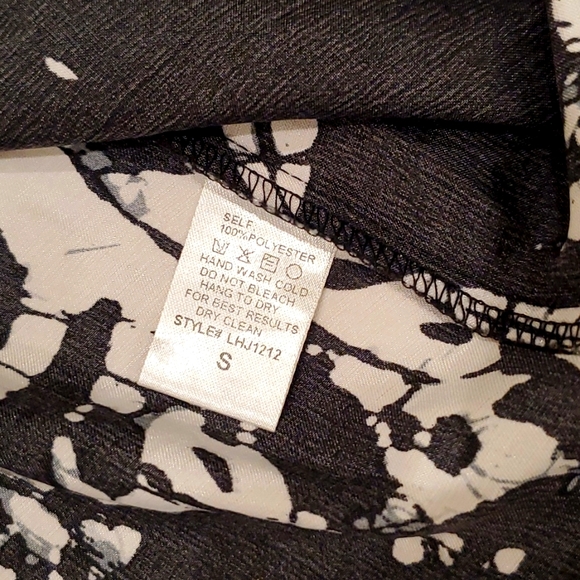 SELF:
100%POLYESTER
HAND WASH COLD
DO NOT BLEACH
HANG TO DRY
FOR BEST RESULTS
DRY CLEAN
STYLE# LHJ1212
S